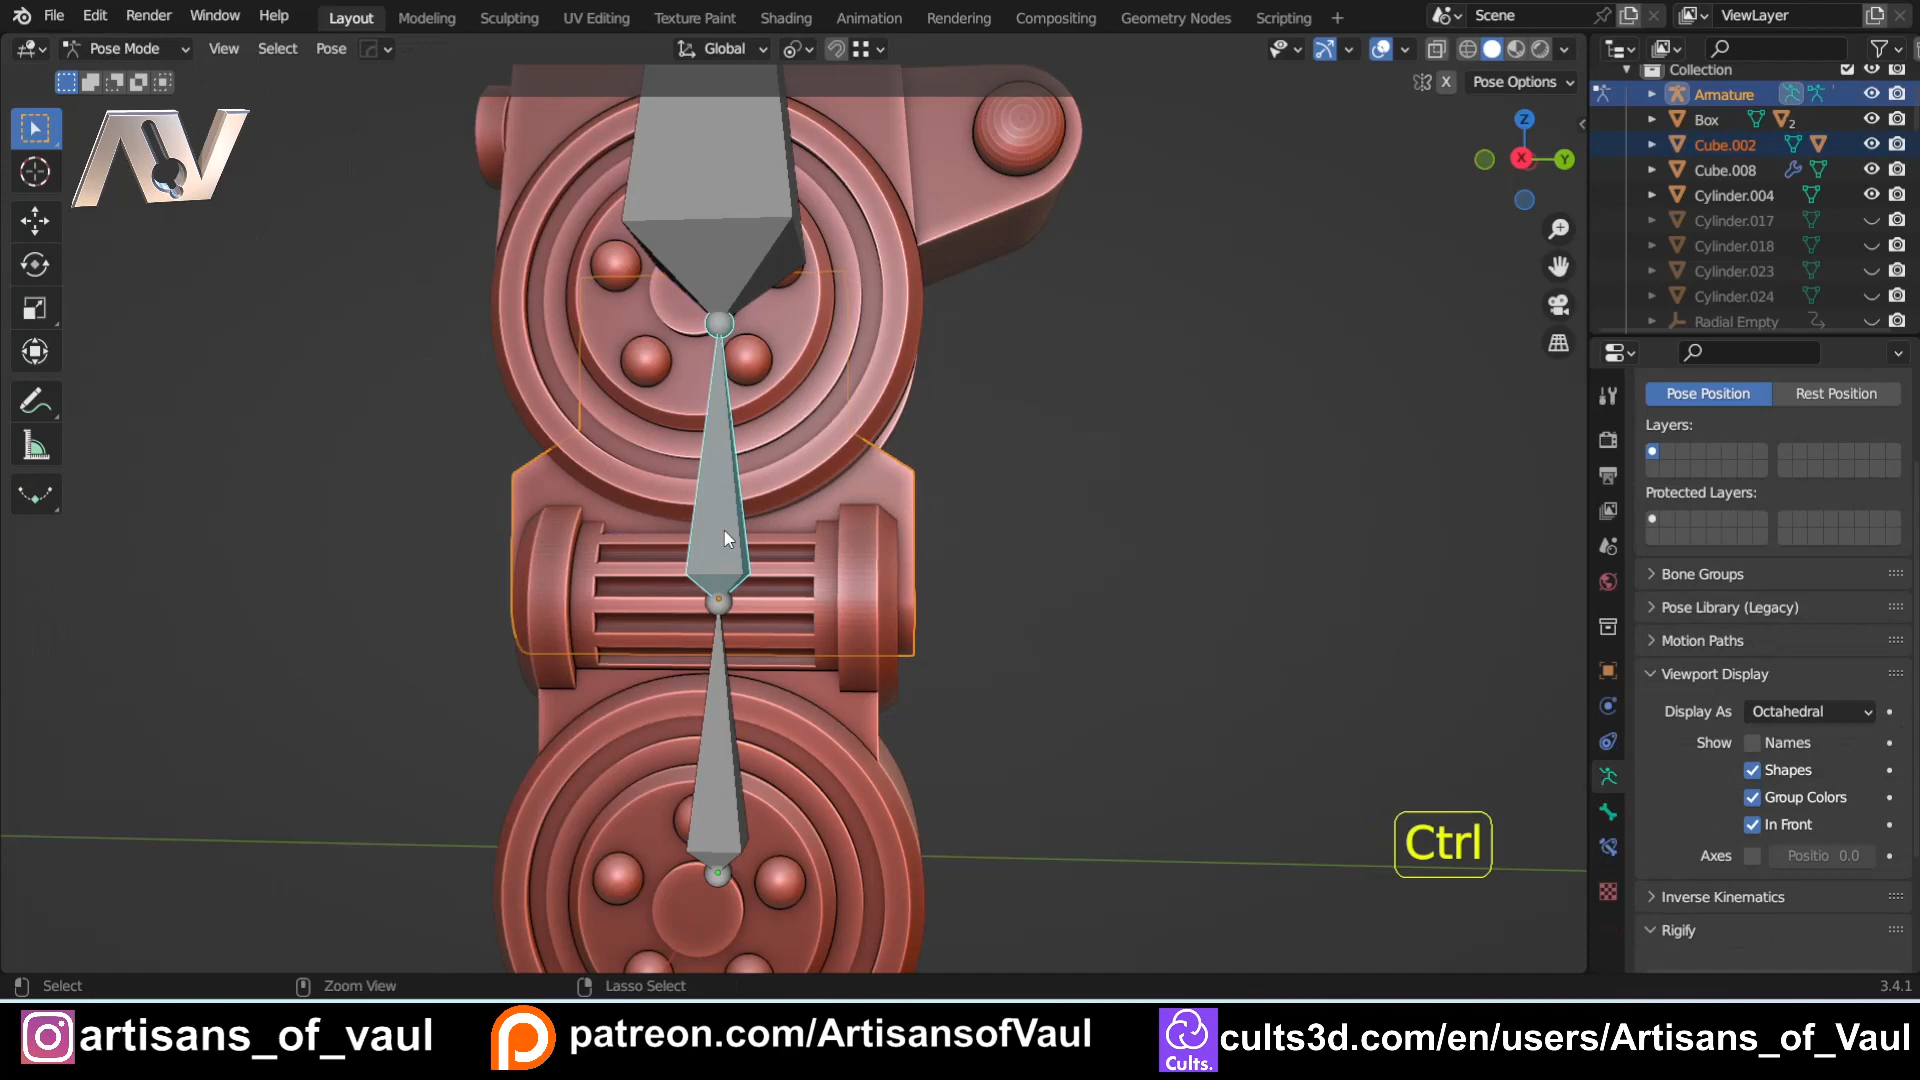 File Edit Render Window Help Layout Modeling Sculpting UV Editing Texture Paint Shading Animation Rendering Compositing Geometry Nodes Scripting + Scene ViewLayer
Pose Mode View Select Pose Global
X Pose Options
Collection
Armature
Box 2
Cube.002
Cube.008
Cylinder.004
Cylinder.017
Cylinder.018
Cylinder.023
Cylinder.024
Radial Empty
Z
X
Y
AV
Pose Position Rest Position
Layers:
Protected Layers:
Bone Groups
Pose Library (Legacy)
Motion Paths
Viewport Display
Display As Octahedral
Show Names
Shapes
Group Colors
In Front
Axes Positio 0.0
Inverse Kinematics
Rigify
Ctrl
Select Zoom View Lasso Select 3.4.1
artisans_of_vaul patreon.com/ArtisansofVaul cults3d.com/en/users/Artisans_of_Vaul
Cults.